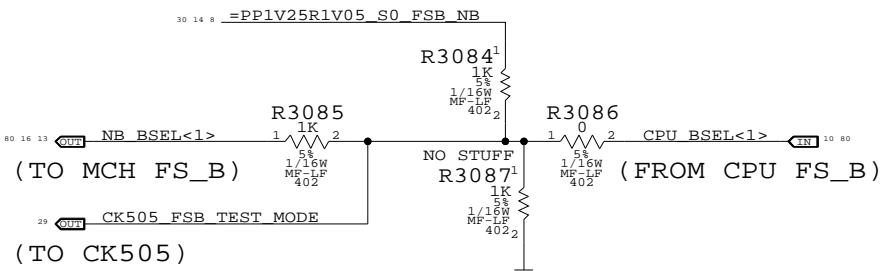 30 14 8 =PP1V25R1V05_S0_FSB_NB
R3084 1
1K
5%
1/16W
MF-LF
402 2
R3085
1K
1 2
5%
1/16W
MF-LF
402
R3086
0
1 2
5%
1/16W
MF-LF
402
80 16 13 OUT NB_BSEL<1>
CPU_BSEL<1> IN 10 80
(TO MCH FS_B)
(FROM CPU FS_B)
NO STUFF
R3087 1
1K
5%
1/16W
MF-LF
402 2
29 OUT CK505_FSB_TEST_MODE
(TO CK505)